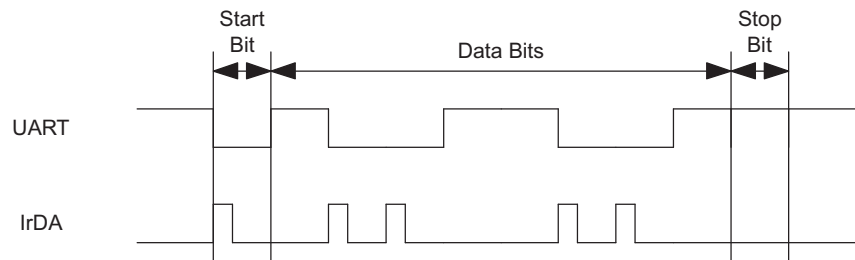 Start
Bit
Data Bits
Stop
Bit
UART
IrDA